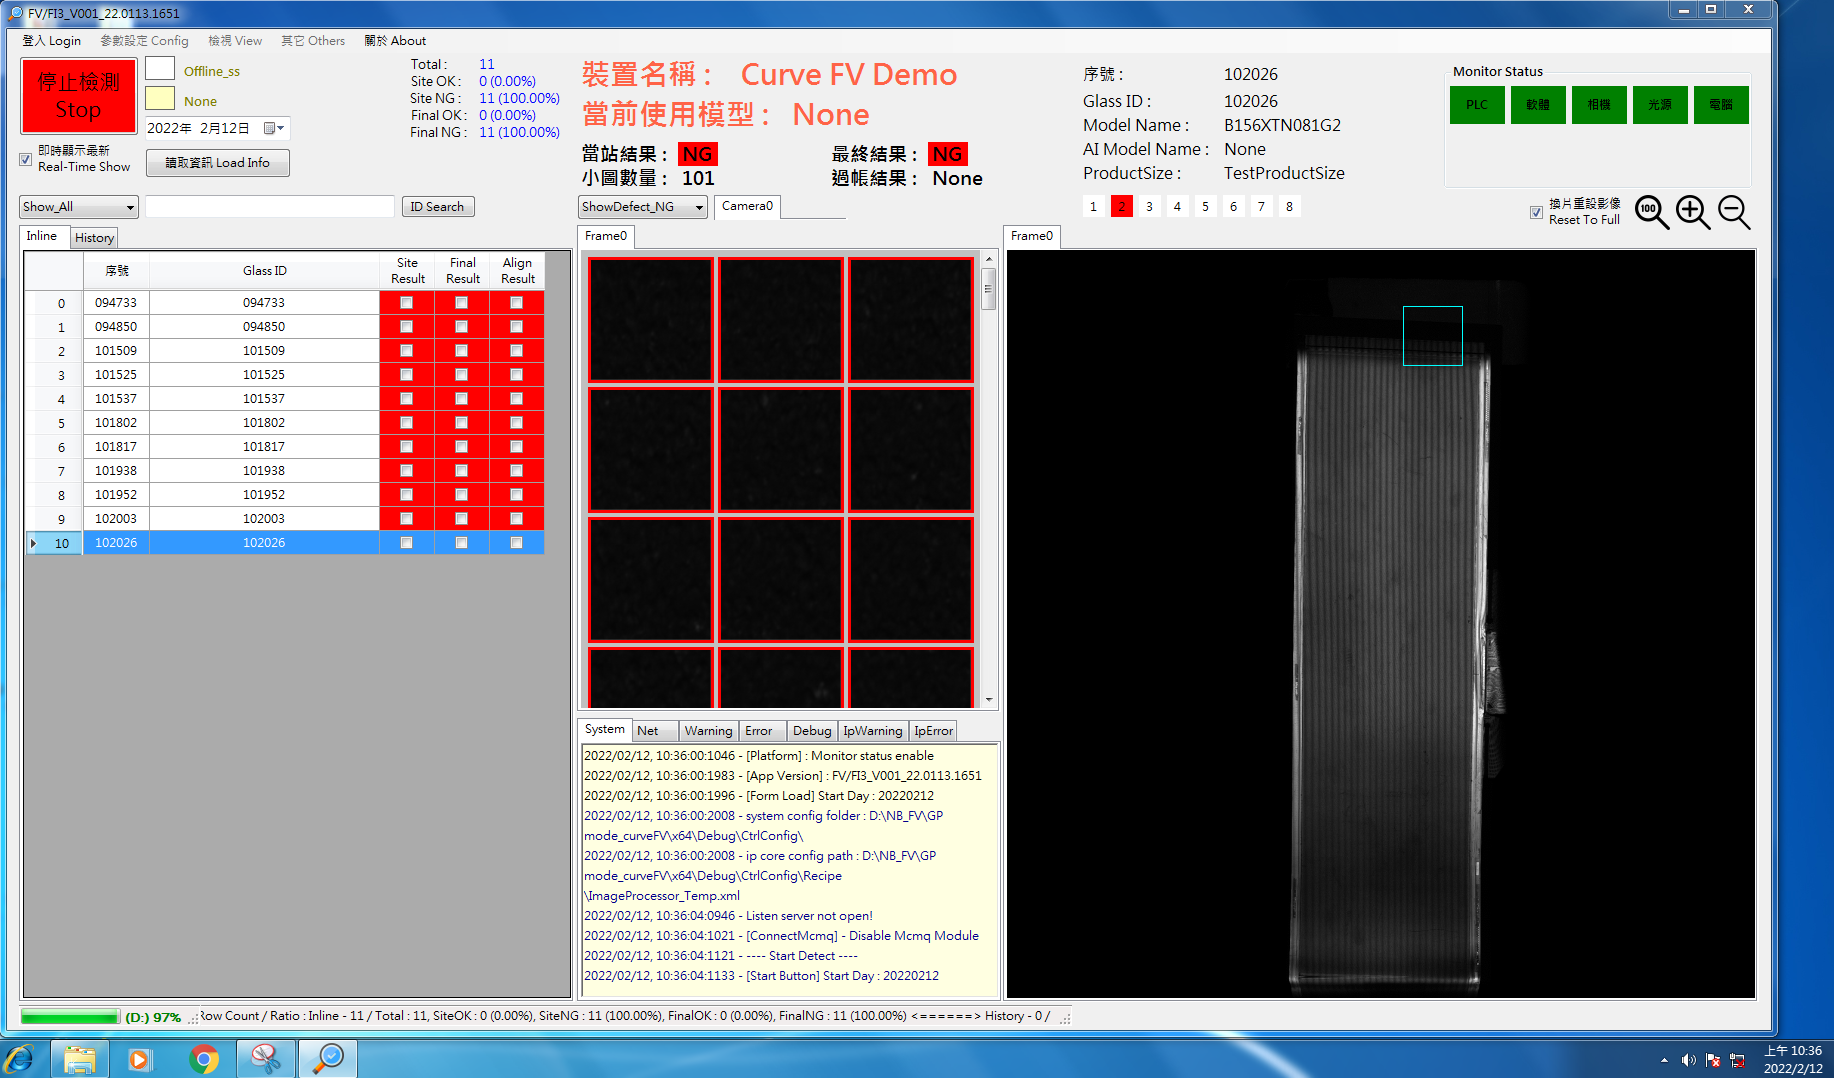 FV/FI3_V001_22.0113.1651
登入 Login 參數設定 Config 檢視 View 其它 Others 關於 About
停止檢測
Stop
Offline_ss
None
2022年 2月12日
即時顯示最新
Real-Time Show
讀取資訊 Load Info
Total : 11
Site OK : 0 (0.00%)
Site NG : 11 (100.00%)
Final OK : 0 (0.00%)
Final NG : 11 (100.00%)
裝置名稱 : Curve FV Demo
當前使用模型 : None
當站結果 : NG 最終結果 : NG
小圖數量 : 101 過帳結果 : None
序號 : 102026
Glass ID : 102026
Model Name : B156XTN081G2
AI Model Name : None
ProductSize : TestProductSize
Monitor Status
PLC 軟體 相機 光源 電腦
Show_All ID Search
ShowDefect_NG Camera0
1 2 3 4 5 6 7 8
換片重設影像
Reset To Full
100
Inline History
Frame0
Frame0
序號 Glass ID Site Result Final Result Align Result
0 094733 094733
1 094850 094850
2 101509 101509
3 101525 101525
4 101537 101537
5 101802 101802
6 101817 101817
7 101938 101938
8 101952 101952
9 102003 102003
10 102026 102026
System Net Warning Error Debug IpWarning IpError
2022/02/12, 10:36:00:1046 - [Platform] : Monitor status enable
2022/02/12, 10:36:00:1983 - [App Version] : FV/FI3_V001_22.0113.1651
2022/02/12, 10:36:00:1996 - [Form Load] Start Day : 20220212
2022/02/12, 10:36:00:2008 - system config folder : D:\NB_FV\GP
mode_curveFV\x64\Debug\CtrlConfig\
2022/02/12, 10:36:00:2008 - ip core config path : D:\NB_FV\GP
mode_curveFV\x64\Debug\CtrlConfig\Recipe
\ImageProcessor_Temp.xml
2022/02/12, 10:36:04:0946 - Listen server not open!
2022/02/12, 10:36:04:1021 - [ConnectMcmq] - Disable Mcmq Module
2022/02/12, 10:36:04:1121 - ---- Start Detect ----
2022/02/12, 10:36:04:1133 - [Start Button] Start Day : 20220212
(D:) 97% Row Count / Ratio : Inline - 11 / Total : 11, SiteOK : 0 (0.00%), SiteNG : 11 (100.00%), FinalOK : 0 (0.00%), FinalNG : 11 (100.00%) <======> History - 0 /
上午 10:36
2022/2/12